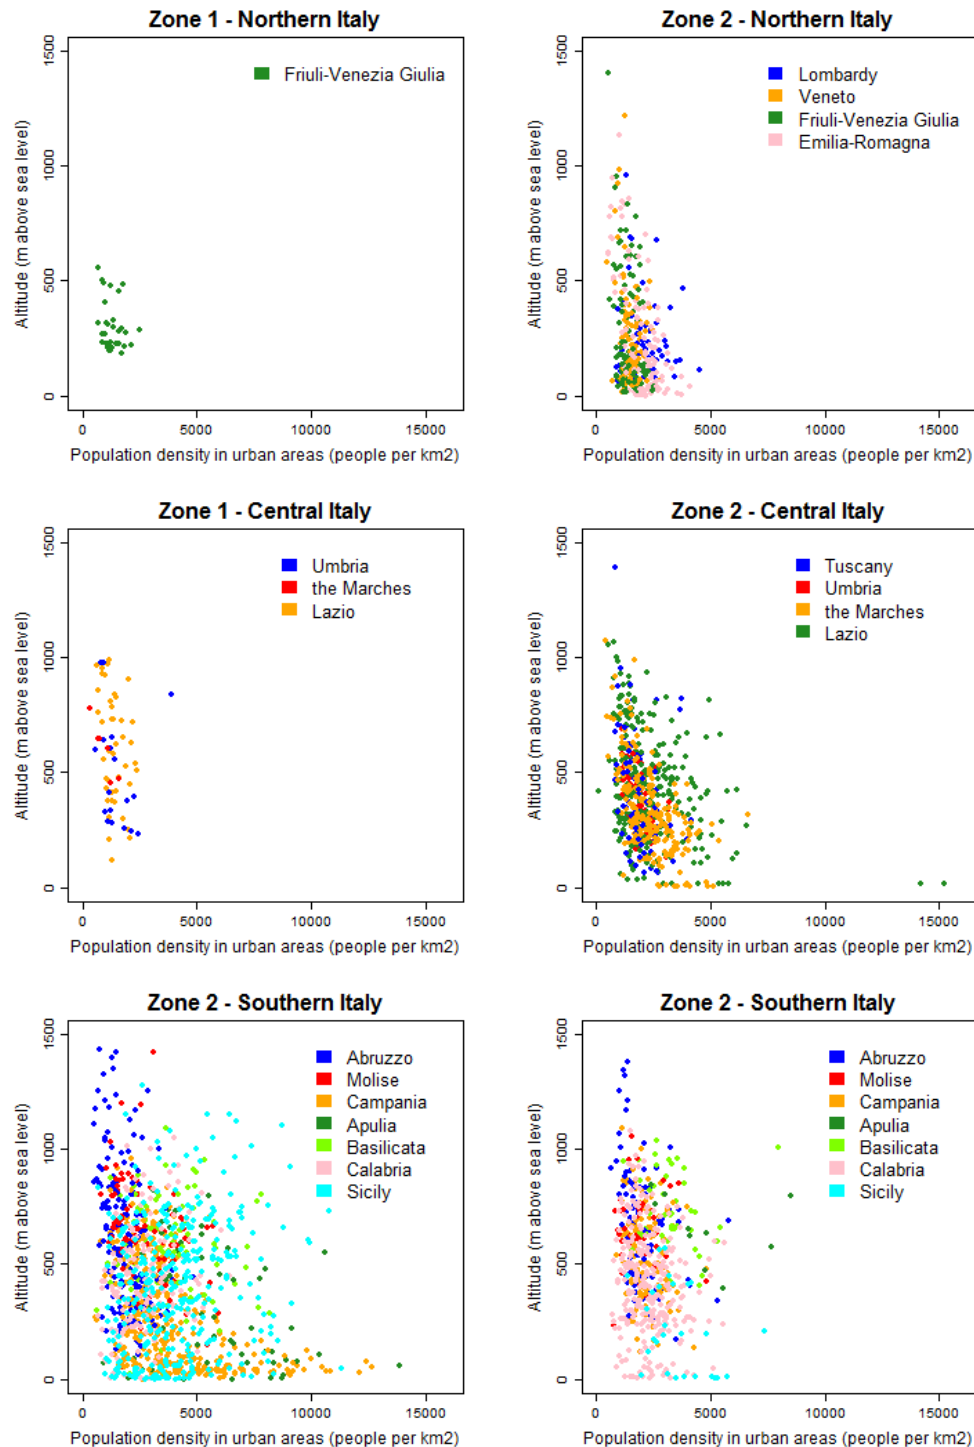 Zone 1 - Northern Italy
Altitude (m above sea level)
1500
1000
500
0
Friuli-Venezia Giulia
0 5000 10000 15000
Population density in urban areas (people per km2)
Zone 2 - Northern Italy
Altitude (m above sea level)
1500
1000
500
0
Lombardy
Veneto
Friuli-Venezia Giulia
Emilia-Romagna
0 5000 10000 15000
Population density in urban areas (people per km2)
Zone 1 - Central Italy
Altitude (m above sea level)
1500
1000
500
0
Umbria
the Marches
Lazio
0 5000 10000 15000
Population density in urban areas (people per km2)
Zone 2 - Central Italy
Altitude (m above sea level)
1500
1000
500
0
Tuscany
Umbria
the Marches
Lazio
0 5000 10000 15000
Population density in urban areas (people per km2)
Zone 2 - Southern Italy
Altitude (m above sea level)
1500
1000
500
0
Abruzzo
Molise
Campania
Apulia
Basilicata
Calabria
Sicily
0 5000 10000 15000
Population density in urban areas (people per km2)
Zone 2 - Southern Italy
Altitude (m above sea level)
1500
1000
500
0
Abruzzo
Molise
Campania
Apulia
Basilicata
Calabria
Sicily
0 5000 10000 15000
Population density in urban areas (people per km2)